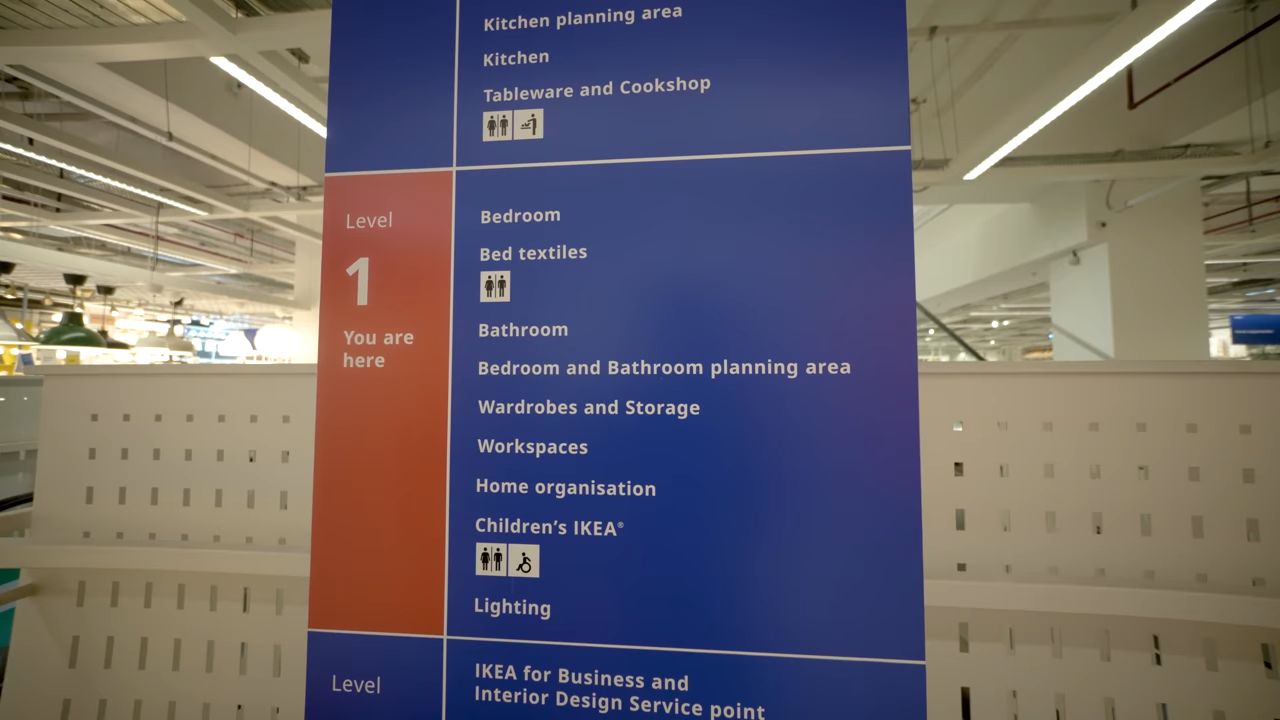 Kitchen planning area
Kitchen
Tableware and Cookshop
Level
1
You are
here
Bedroom
Bed textiles
Bathroom
Bedroom and Bathroom planning area
Wardrobes and Storage
Workspaces
Home organisation
Children's IKEA®
Lighting
Level
IKEA for Business and
Interior Design Service point